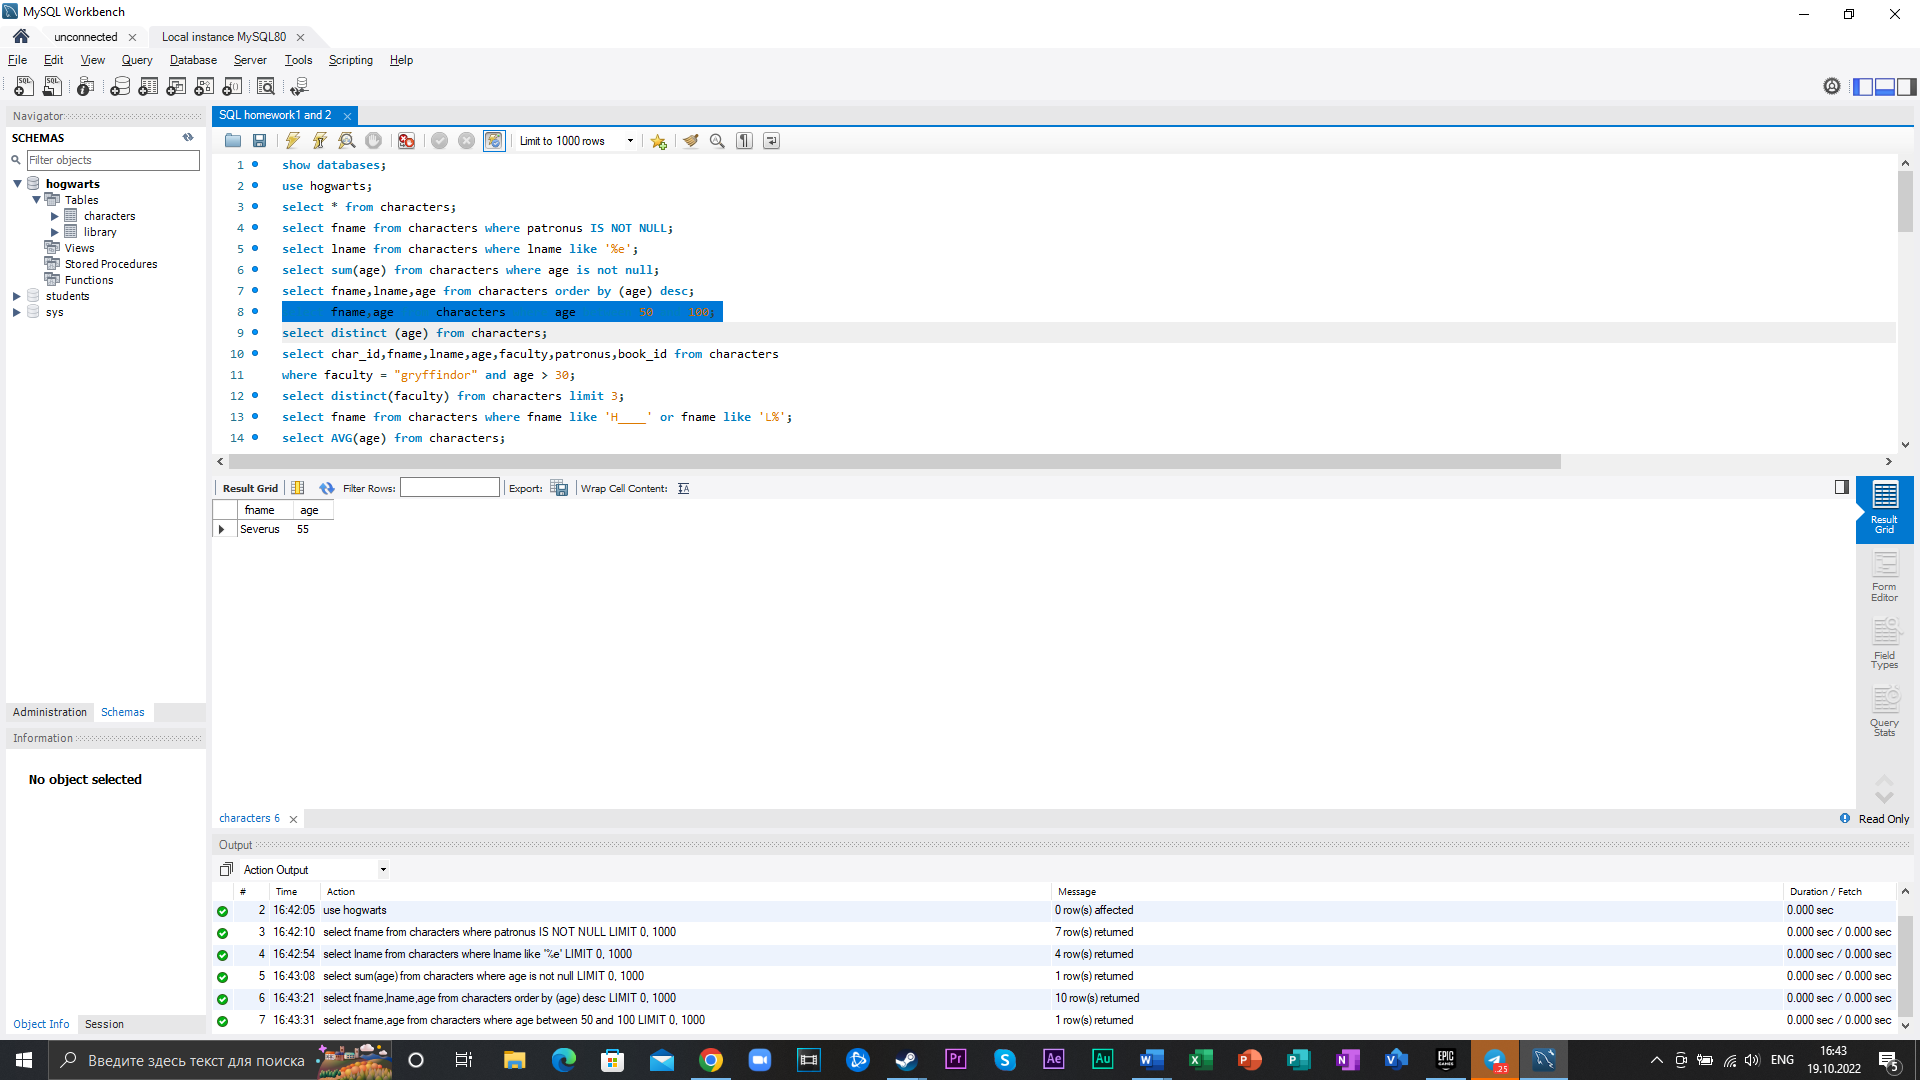 MySQL Workbench
unconnected
Local instance MySQL80
File Edit View Query Database Server Tools Scripting Help
Navigator
SCHEMAS
Filter objects
hogwarts
Tables
characters
library
Views
Stored Procedures
Functions
students
sys
Administration Schemas
Information
No object selected
Object Info Session
SQL homework1 and 2
Limit to 1000 rows
1 show databases;
2 use hogwarts;
3 select * from characters;
4 select fname from characters where patronus IS NOT NULL;
5 select lname from characters where lname like '%e';
6 select sum(age) from characters where age is not null;
7 select fname,lname,age from characters order by (age) desc;
8 fname,age characters age 50 100;
9 select distinct (age) from characters;
10 select char_id,fname,lname,age,faculty,patronus,book_id from characters
11 where faculty = "gryffindor" and age > 30;
12 select distinct(faculty) from characters limit 3;
13 select fname from characters where fname like 'H____' or fname like 'L%';
14 select AVG(age) from characters;
Result Grid Filter Rows: Export: Wrap Cell Content:
fname age
Severus 55
Result Grid
Form Editor
Field Types
Query Stats
characters 6
Read Only
Output
Action Output
# Time Action Message Duration / Fetch
2 16:42:05 use hogwarts 0 row(s) affected 0.000 sec
3 16:42:10 select fname from characters where patronus IS NOT NULL LIMIT 0, 1000 7 row(s) returned 0.000 sec / 0.000 sec
4 16:42:54 select lname from characters where lname like '%e' LIMIT 0, 1000 4 row(s) returned 0.000 sec / 0.000 sec
5 16:43:08 select sum(age) from characters where age is not null LIMIT 0, 1000 1 row(s) returned 0.000 sec / 0.000 sec
6 16:43:21 select fname,lname,age from characters order by (age) desc LIMIT 0, 1000 10 row(s) returned 0.000 sec / 0.000 sec
7 16:43:31 select fname,age from characters where age between 50 and 100 LIMIT 0, 1000 1 row(s) returned 0.000 sec / 0.000 sec
Введите здесь текст для поиска
Pr
Ae
Au
EPIC GAMES
25
ENG
16:43
19.10.2022
5